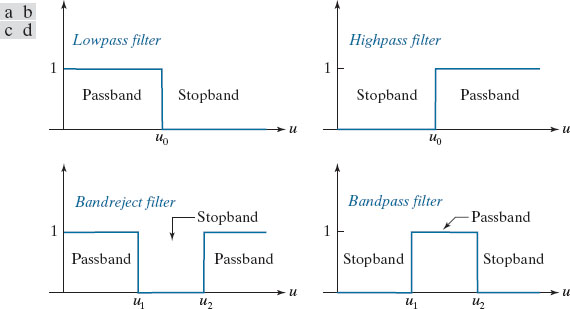 a b
c d
Lowpass filter
1
Passband
Stopband
u0
u
Highpass filter
1
Stopband
Passband
u0
u
Bandreject filter
Stopband
1
Passband
Passband
u1
u2
u
Bandpass filter
Passband
1
Stopband
Stopband
u1
u2
u